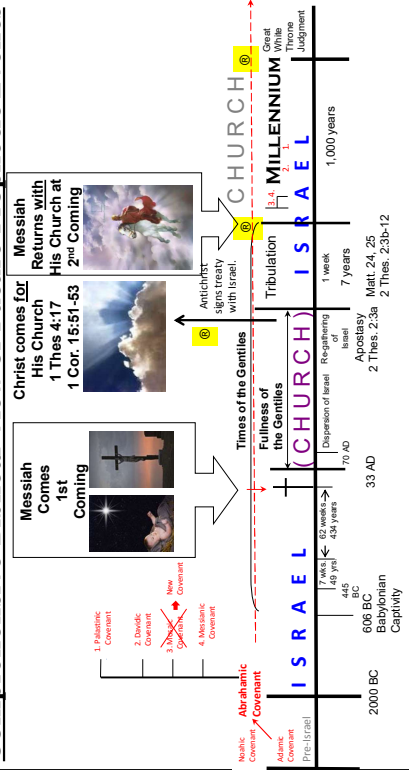 Messiah
Comes
1st
Coming
Christ comes for
His Church
1 Thes 4:17
1 Cor. 15:51-53
Messiah
Returns with
His Church at
2nd Coming
1. Palastinic
Covenant
2. Davidic
Covenant
3. Mosaic
Covenant
New
Covenant
4. Messianic
Covenant
Abrahamic
Covenant
Noahic
Covenant
Adamic
Covenant
Times of the Gentiles
Fullness of
the Gentiles
®
Antichrist
signs treaty
with Israel.
®
CHURCH
®
Great
White
Throne
Judgment
(CHURCH)
Tribulation
3.4.
MILLENNIUM
2. 1.
Pre-Israel
ISRAEL
ISRAEL
7 wks.
49 yrs
62 weeks
434 years
Dispersion of Israel
Re-gathering
of
Israel
1 week
7 years
1,000 years
2000 BC
606 BC
Babylonian
Captivity
445
BC
33 AD
70 AD
Apostasy
2 Thes. 2:3a
Matt. 24, 25
2 Thes. 2:3b-12